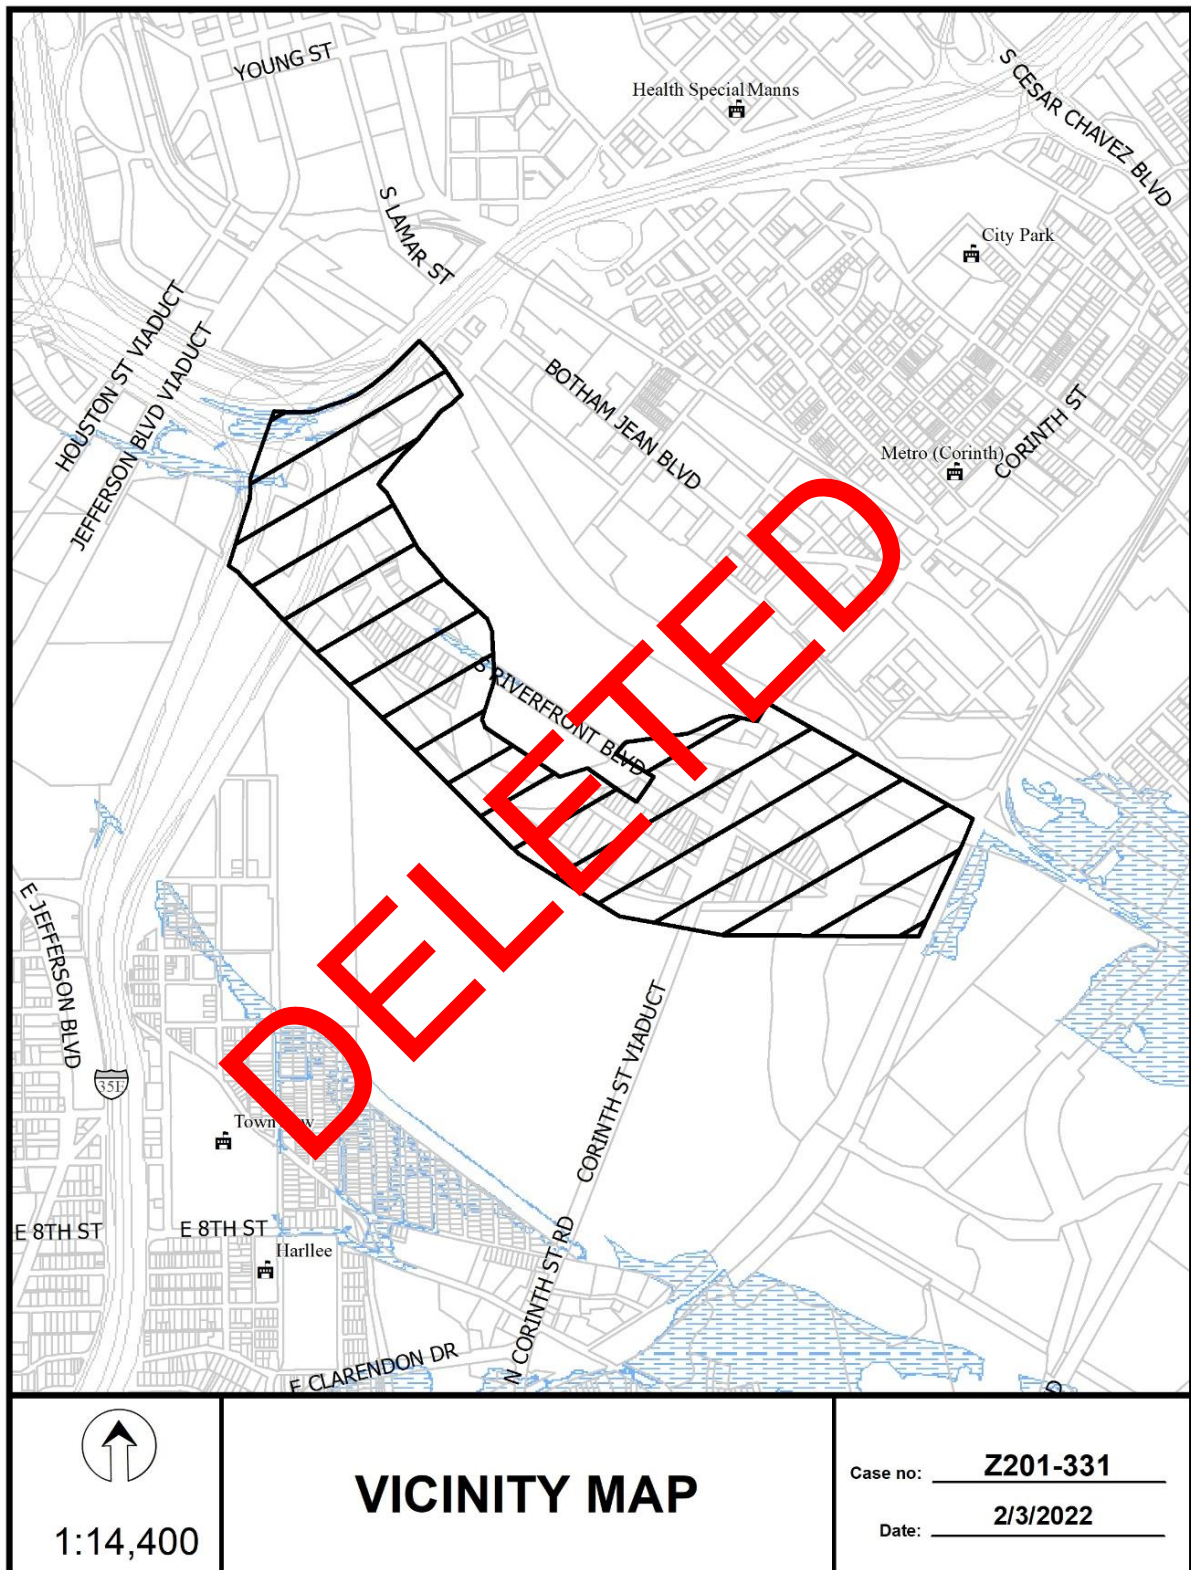 YOUNG ST
Health Special Manns
S CESAR CHAVEZ BLVD
S LAMAR ST
City Park
HOUSTON ST VIADUCT
JEFFERSON BLVD VIADUCT
BOTHAM JEAN BLVD
CORINTH ST
Metro (Corinth)
S RIVERFRONT BLVD
DELETED
E JEFFERSON BLVD
35E
CORINTH ST VIADUCT
E 8TH ST
E 8TH ST
Harllee
N CORINTH ST RD
E CLARENDON DR
D
1:14,400
VICINITY MAP
Case no: Z201-331
Date: 2/3/2022